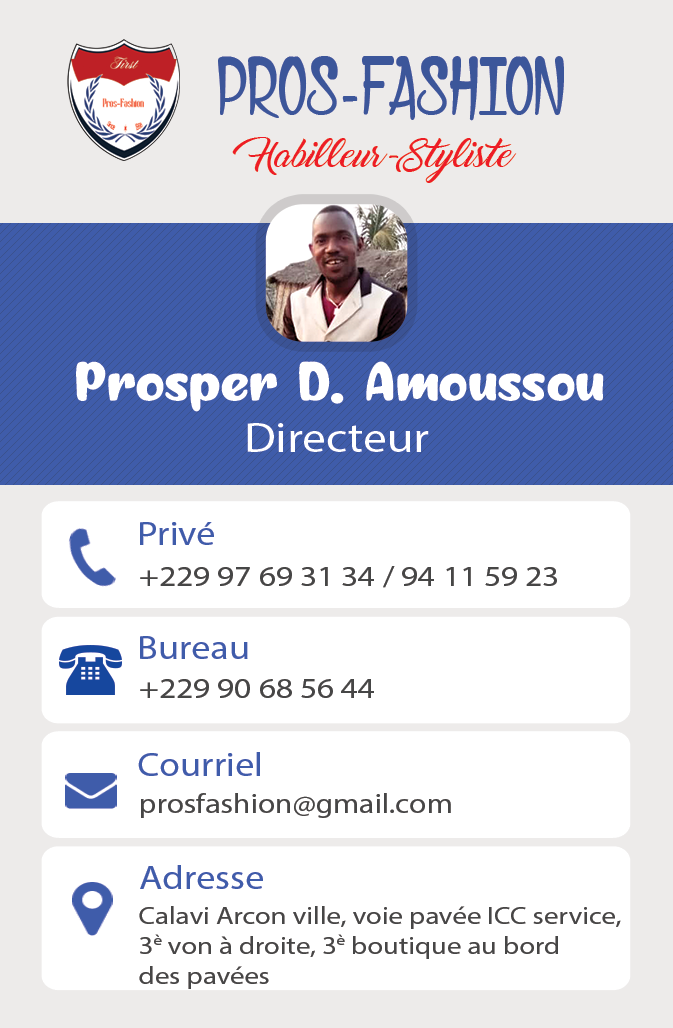 First
PROS-FASHION
Pros-Fashion
Habilleur-Styliste
Prosper D. Amoussou
Directeur
Privé
+229 97 69 31 34 / 94 11 59 23
Bureau
+229 90 68 56 44
Courriel
prosfashion@gmail.com
Adresse
Calavi Arcon ville, voie pavée ICC service,
3è von à droite, 3è boutique au bord
des pavées